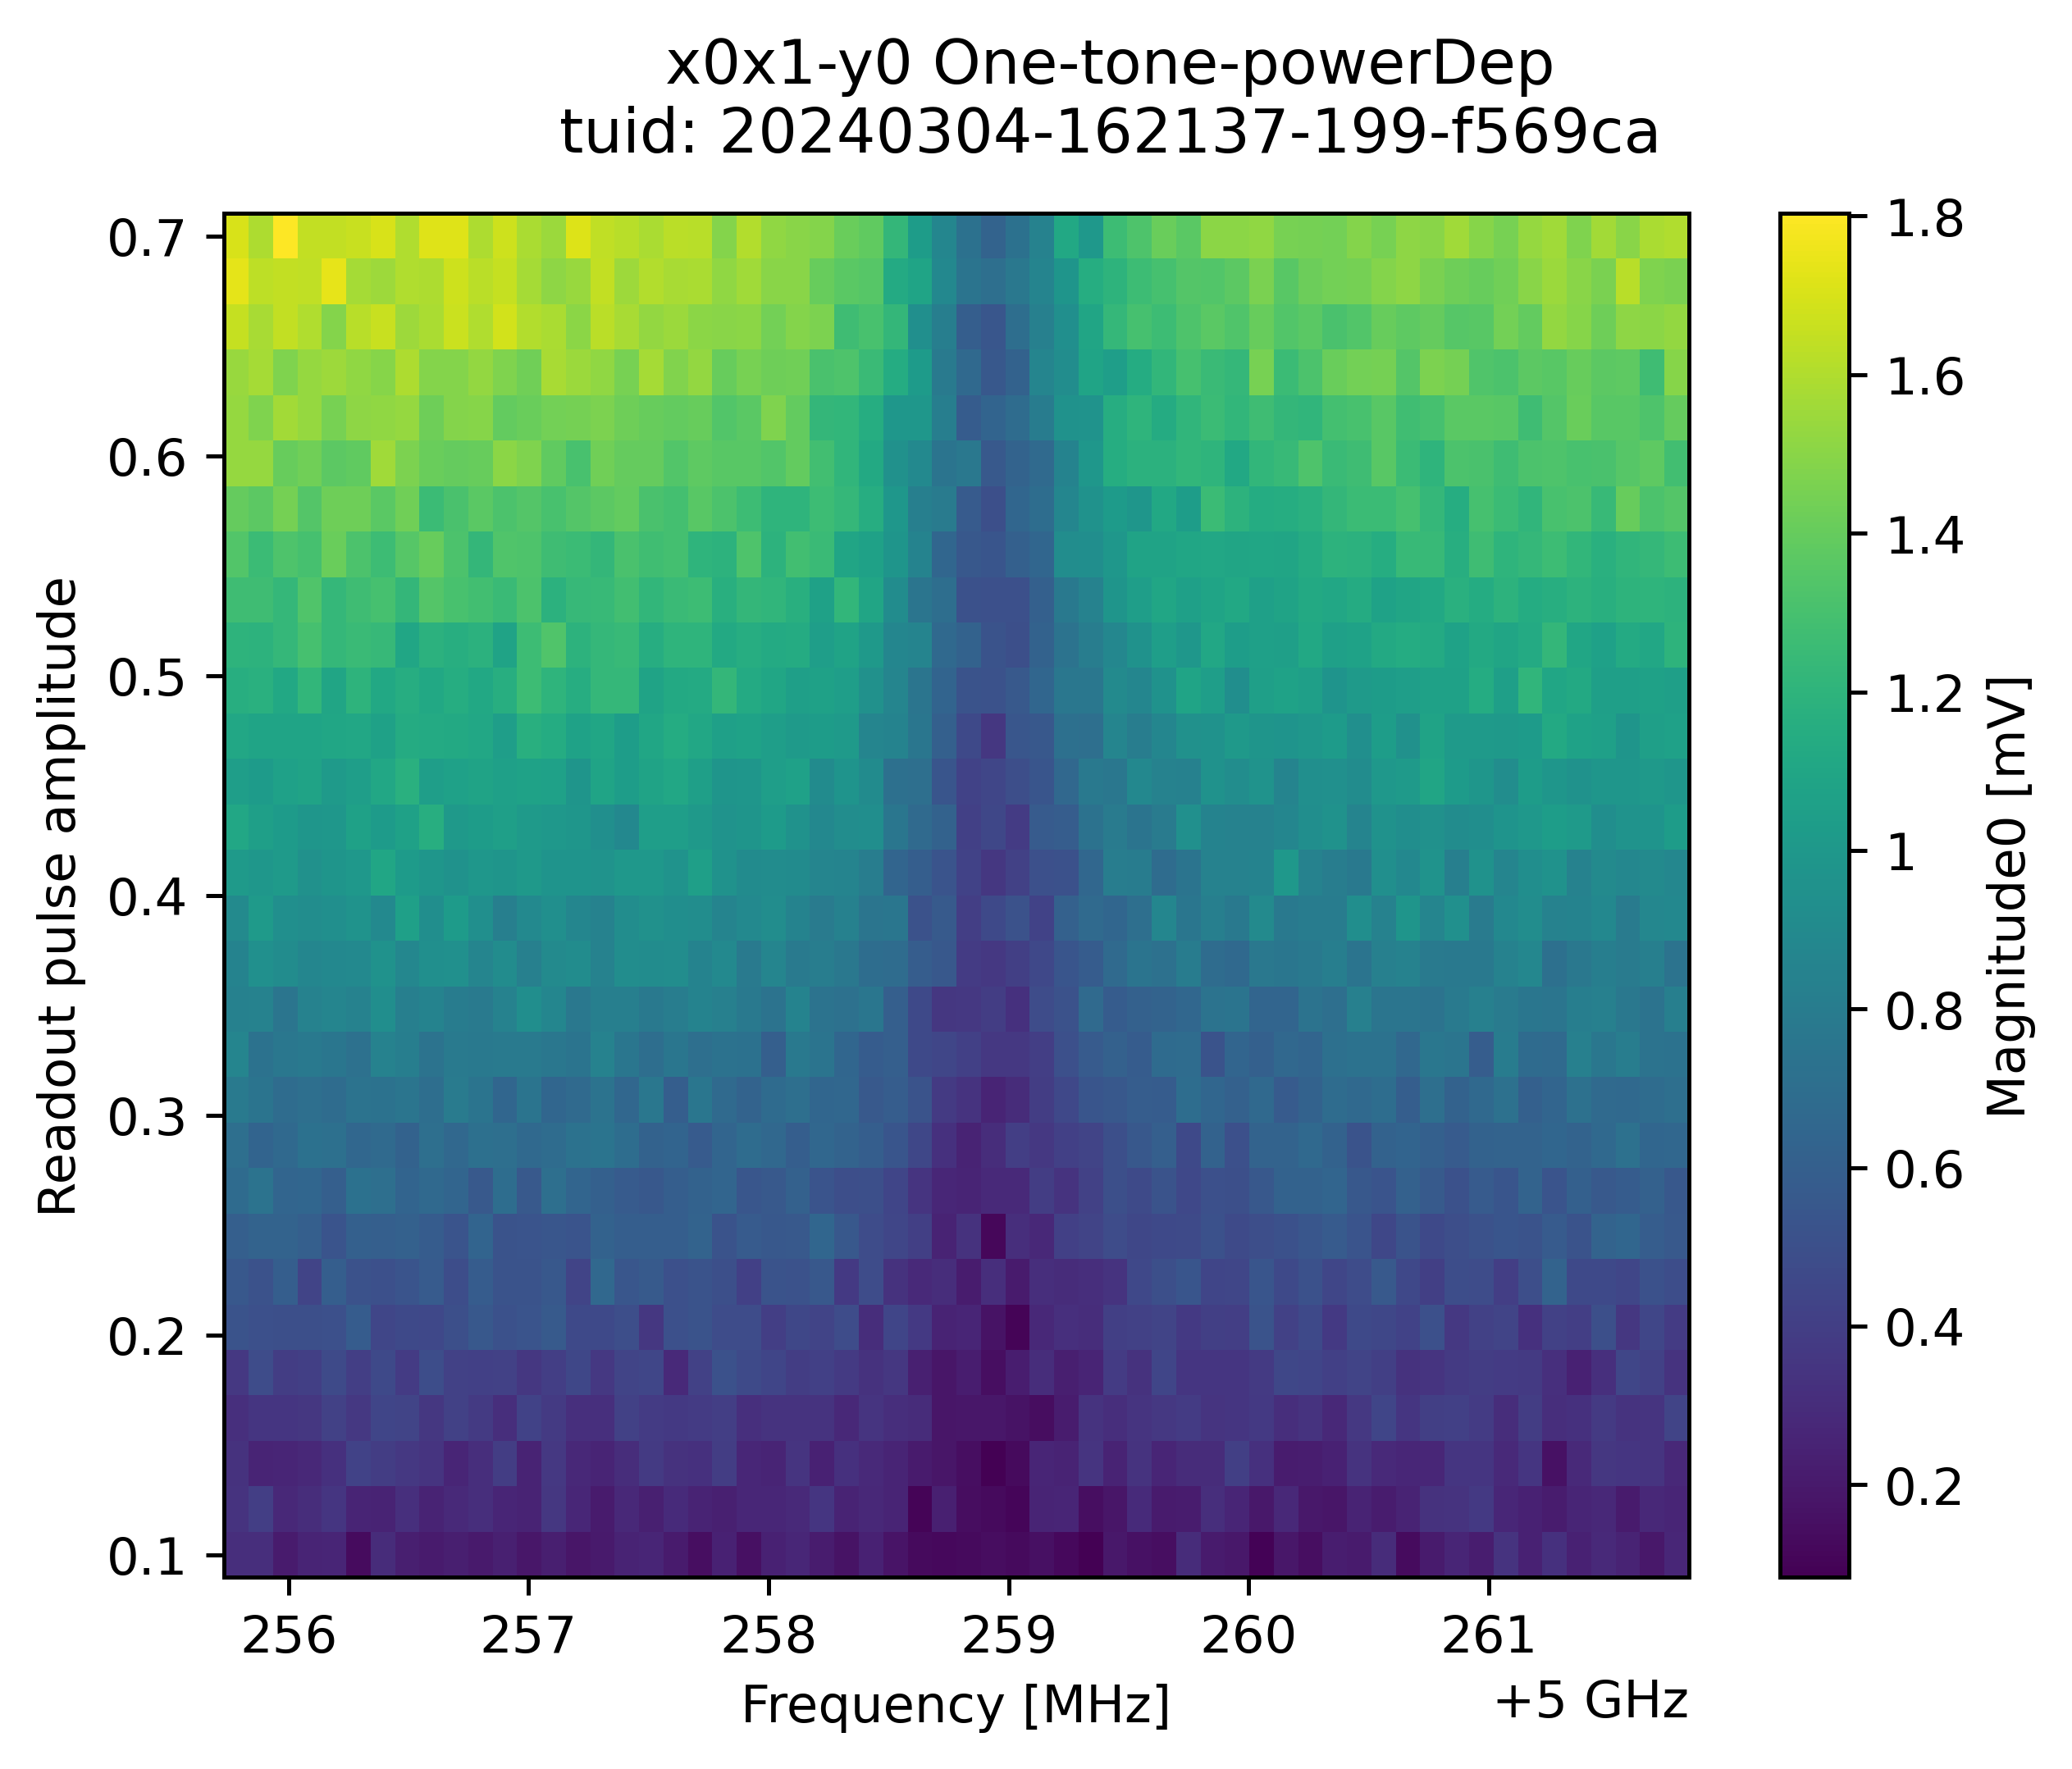 x0x1-y0 One-tone-powerDep
tuid: 20240304-162137-199-f569ca
Readout pulse amplitude
0.7
0.6
0.5
0.4
0.3
0.2
0.1
256 257 258 259 260 261
Frequency [MHz]
+5 GHz
1.8
1.6
1.4
1.2
1
0.8
0.6
0.4
0.2
Magnitude0 [mV]